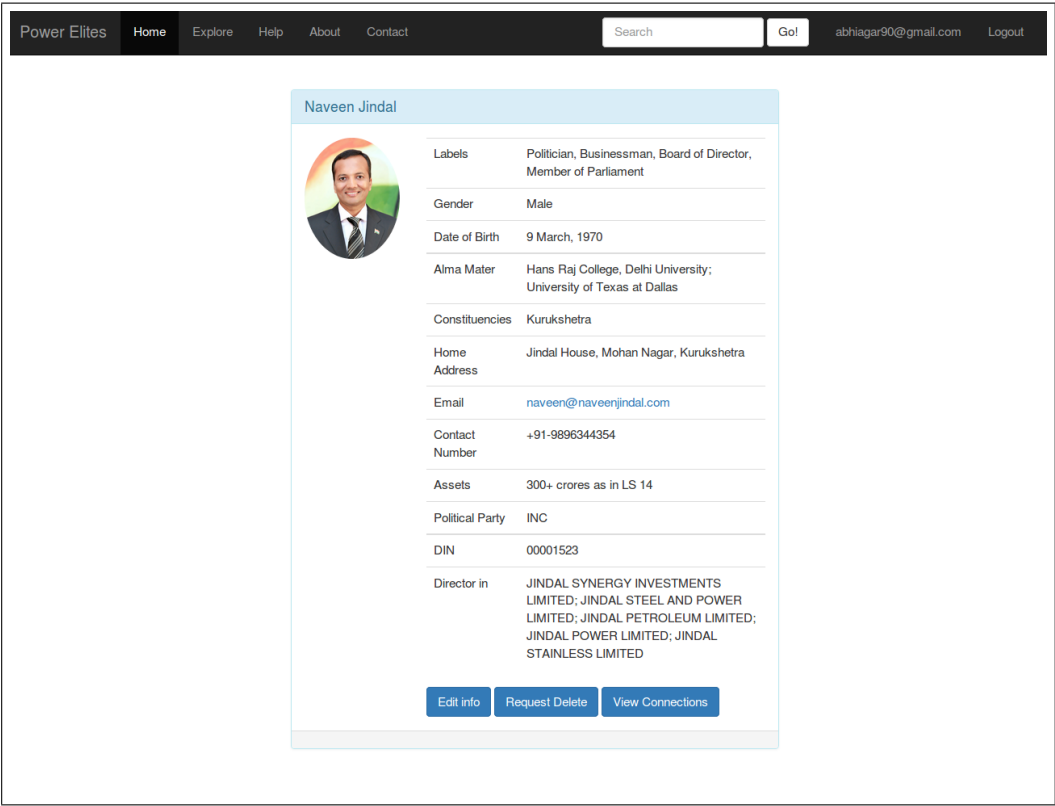 Power Elites Home Explore Help About Contact Search Go! abhiagar90@gmail.com Logout
Naveen Jindal
Labels Politician, Businessman, Board of Director,
Member of Parliament
Gender Male
Date of Birth 9 March, 1970
Alma Mater Hans Raj College, Delhi University;
University of Texas at Dallas
Constituencies Kurukshetra
Home Jindal House, Mohan Nagar, Kurukshetra
Address
Email naveen@naveenjindal.com
Contact +91-9896344354
Number
Assets 300+ crores as in LS 14
Political Party INC
DIN 00001523
Director in JINDAL SYNERGY INVESTMENTS
LIMITED; JINDAL STEEL AND POWER
LIMITED; JINDAL PETROLEUM LIMITED;
JINDAL POWER LIMITED; JINDAL
STAINLESS LIMITED
Edit info Request Delete View Connections